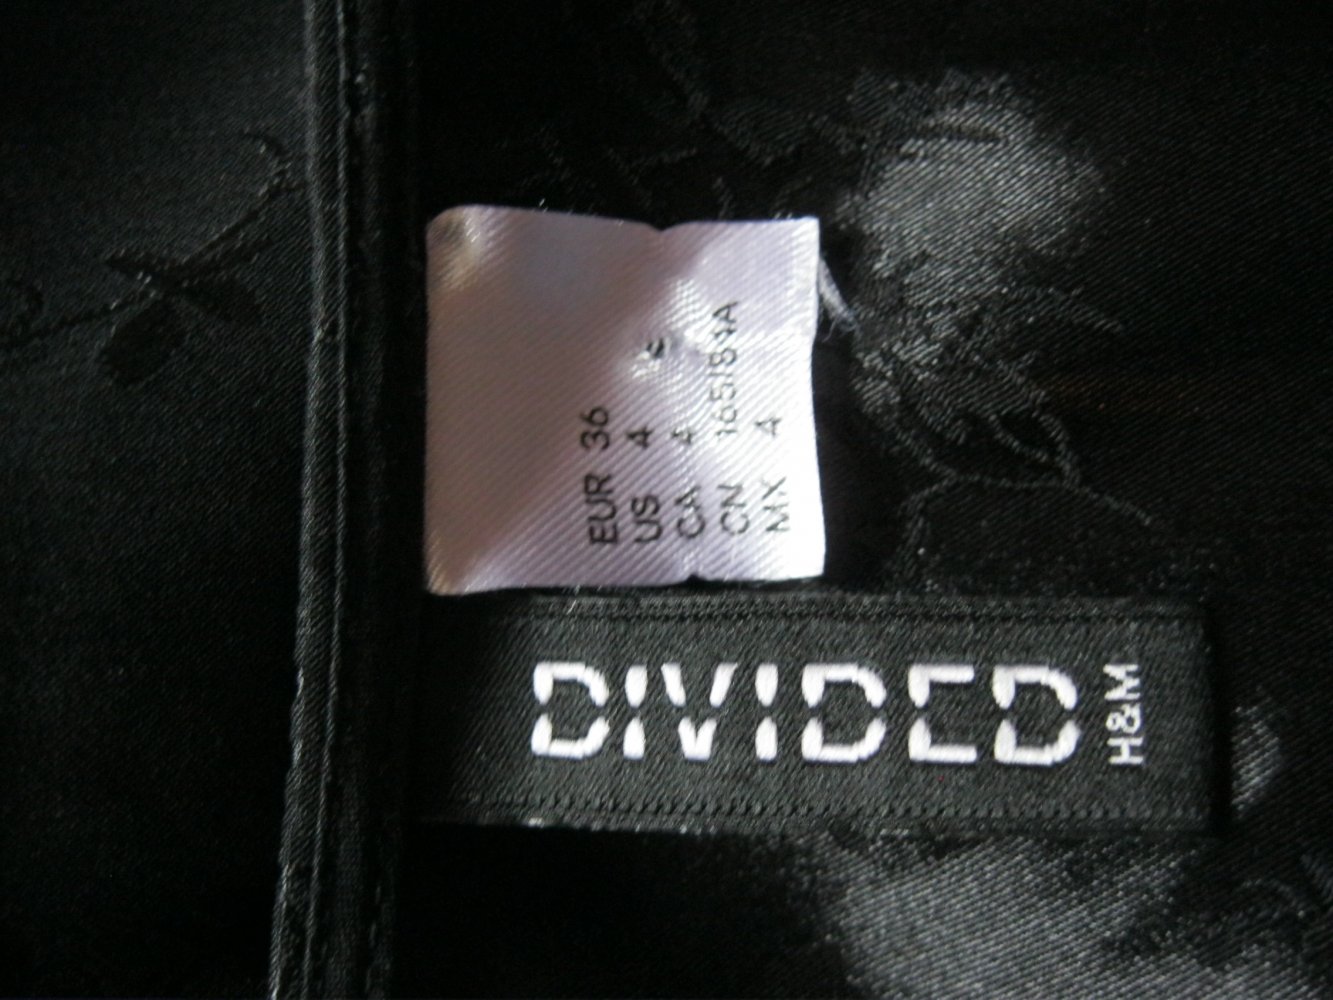 EUR 36
US 4
CA 4
CN 165/84A
MX 4
DIVIDED
H&M